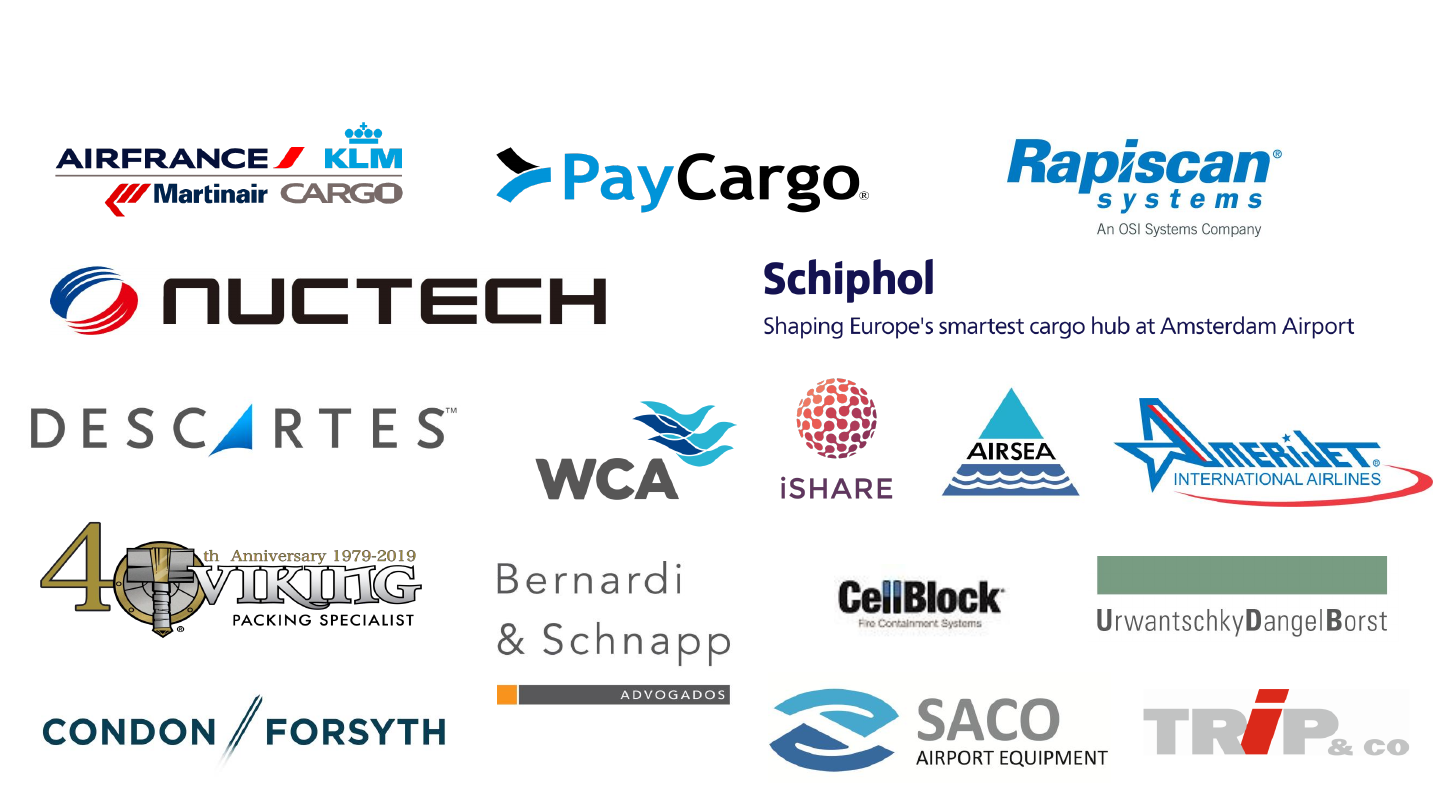 AIRFRANCE KLM
Martinair CARGO
PayCargo®
Rapiscan®
systems
An OSI Systems Company
NUCTECH
Schiphol
Shaping Europe's smartest cargo hub at Amsterdam Airport
DESCARTES™
WCA
iSHARE
AIRSEA
AMERIJET®
INTERNATIONAL AIRLINES
40th Anniversary 1979-2019
VIKING
PACKING SPECIALIST
®
Bernardi
& Schnapp
ADVOGADOS
CellBlock®
Fire Containment Systems
UrwantschkyDangelBorst
CONDON FORSYTH
SACO
AIRPORT EQUIPMENT
TRiP & CO